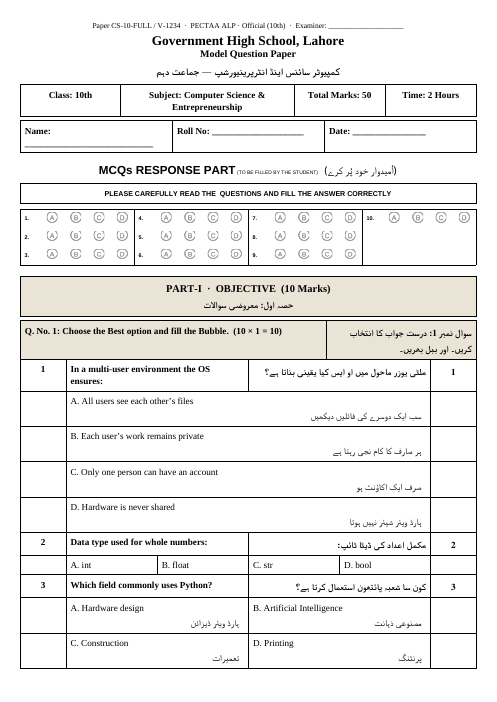 Paper CS-10-FULL / V-1234 · PECTAA ALP · Official (10th) · Examiner: ____________________
Government High School, Lahore
Model Question Paper
کمپیوٹر سائنس اینڈ انٹرپرینیورشپ — جماعت دہم
Class: 10th
Subject: Computer Science & Entrepreneurship
Total Marks: 50
Time: 2 Hours
Name: ____________________________
Roll No: ____________________
Date: ________________
MCQs RESPONSE PART (TO BE FILLED BY THE STUDENT) (اُمیدوار خود پُر کرے)
PLEASE CAREFULLY READ THE QUESTIONS AND FILL THE ANSWER CORRECTLY
1. A B C D 4. A B C D 7. A B C D 10. A B C D
2. A B C D 5. A B C D 8. A B C D
3. A B C D 6. A B C D 9. A B C D
PART-I · OBJECTIVE (10 Marks)
حصہ اول: معروضی سوالات
Q. No. 1: Choose the Best option and fill the Bubble. (10 × 1 = 10)
سوال نمبر 1: درست جواب کا انتخاب
کریں۔ اور ببل بھریں۔
1 In a multi-user environment the OS
ensures:
ملٹی یوزر ماحول میں او ایس کیا یقینی بناتا ہے؟ 1
A. All users see each other’s files
سب ایک دوسرے کی فائلیں دیکھیں
B. Each user’s work remains private
ہر صارف کا کام نجی رہتا ہے
C. Only one person can have an account
صرف ایک اکاؤنٹ ہو
D. Hardware is never shared
ہارڈ ویئر شیئر نہیں ہوتا
2 Data type used for whole numbers: مکمل اعداد کی ڈیٹا ٹائپ: 2
A. int B. float C. str D. bool
3 Which field commonly uses Python? کون سا شعبہ پائتھون استعمال کرتا ہے؟ 3
A. Hardware design B. Artificial Intelligence
ہارڈ ویئر ڈیزائن مصنوعی ذہانت
C. Construction D. Printing
تعمیرات پرنٹنگ